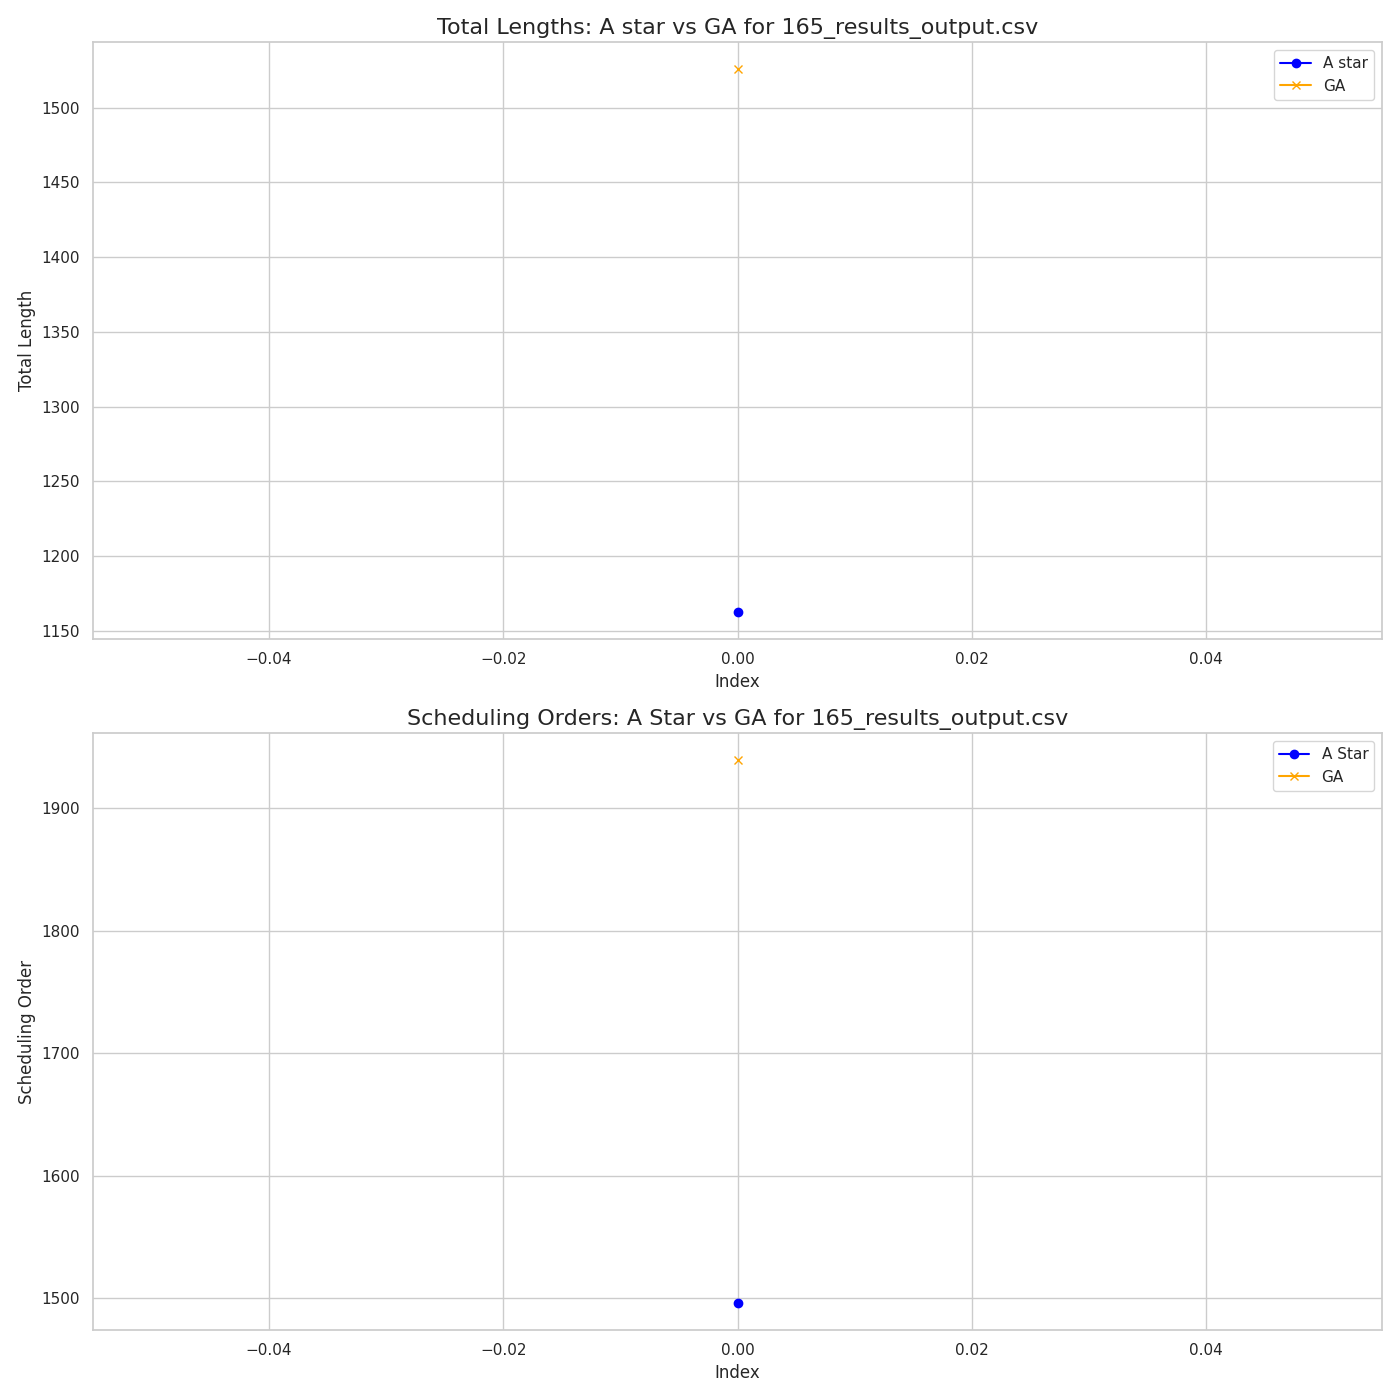 Total Lengths: A star vs GA for 165_results_output.csv
A star
GA
1500
1450
1400
1350
1300
1250
1200
1150
Total Length
−0.04
−0.02
0.00
0.02
0.04
Index
Scheduling Orders: A Star vs GA for 165_results_output.csv
A Star
GA
1900
1800
1700
1600
1500
Scheduling Order
−0.04
−0.02
0.00
0.02
0.04
Index